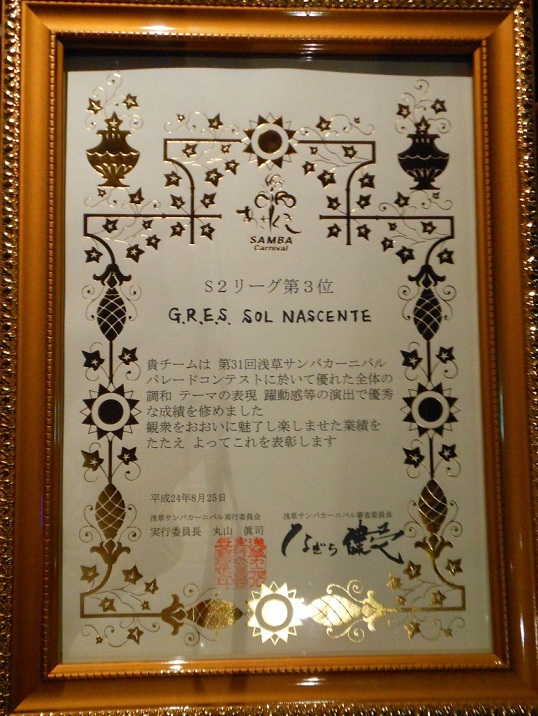 あさくさ
SAMBA
Carnival
S2リーグ第3位
G.R.E.S. SOL NASCENTE
貴チームは 第31回浅草サンバカーニバル
パレードコンテストに於いて優れた全体の
調和 テーマの表現 躍動感等の演出で優秀
な成績を修めました
観衆をおおいに魅了し楽しませた業績を
たたえ よってこれを表彰します
平成24年8月25日
浅草サンバカーニバル実行委員会
実行委員長 丸山 眞司
浅草サンバカーニバル審査委員長